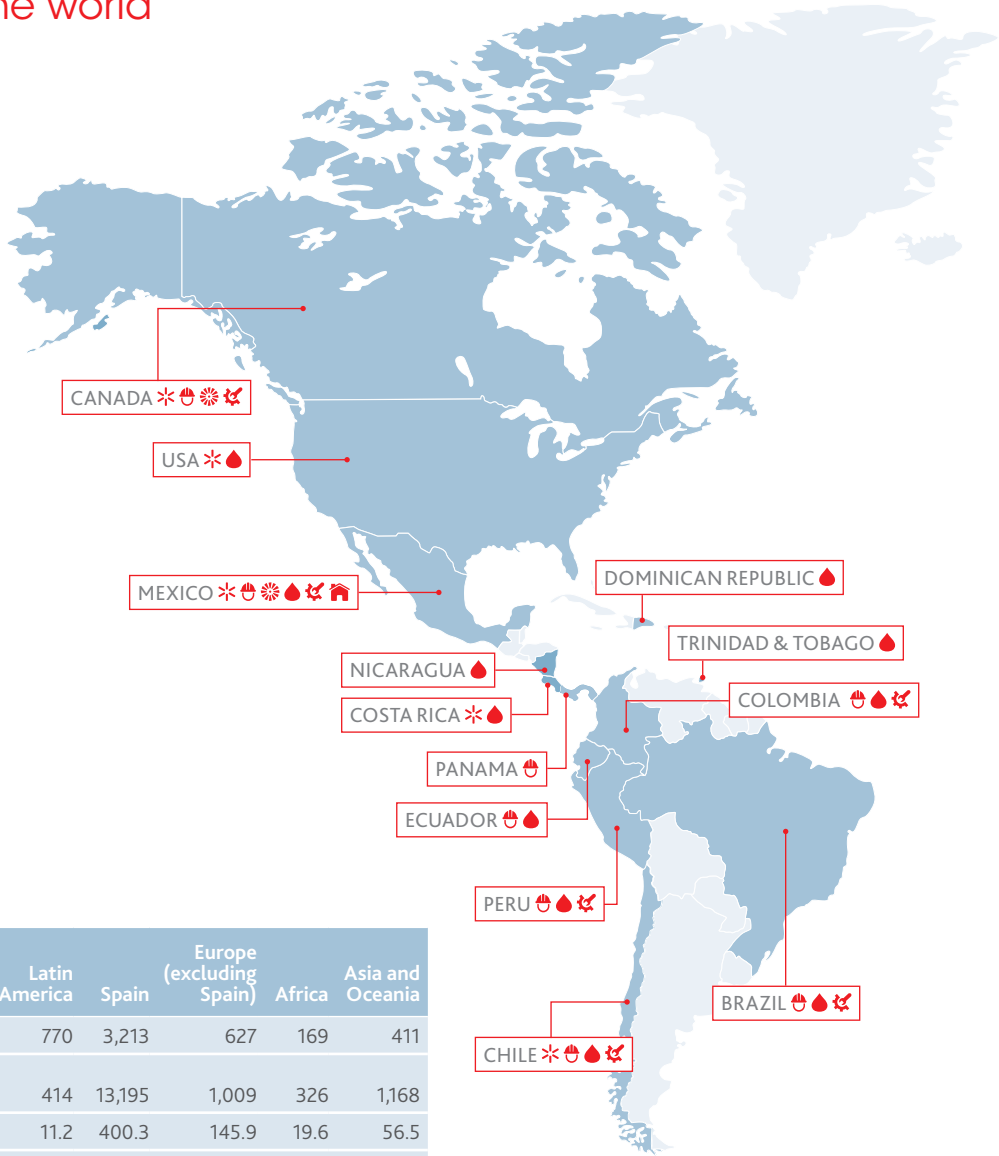 he world
CANADA
USA
MEXICO
DOMINICAN REPUBLIC
TRINIDAD & TOBAGO
NICARAGUA
COLOMBIA
COSTA RICA
PANAMA
ECUADOR
PERU
BRAZIL
CHILE
Latin America Spain Europe (excluding Spain) Africa Asia and Oceania
770 3,213 627 169 411
414 13,195 1,009 326 1,168
11.2 400.3 145.9 19.6 56.5